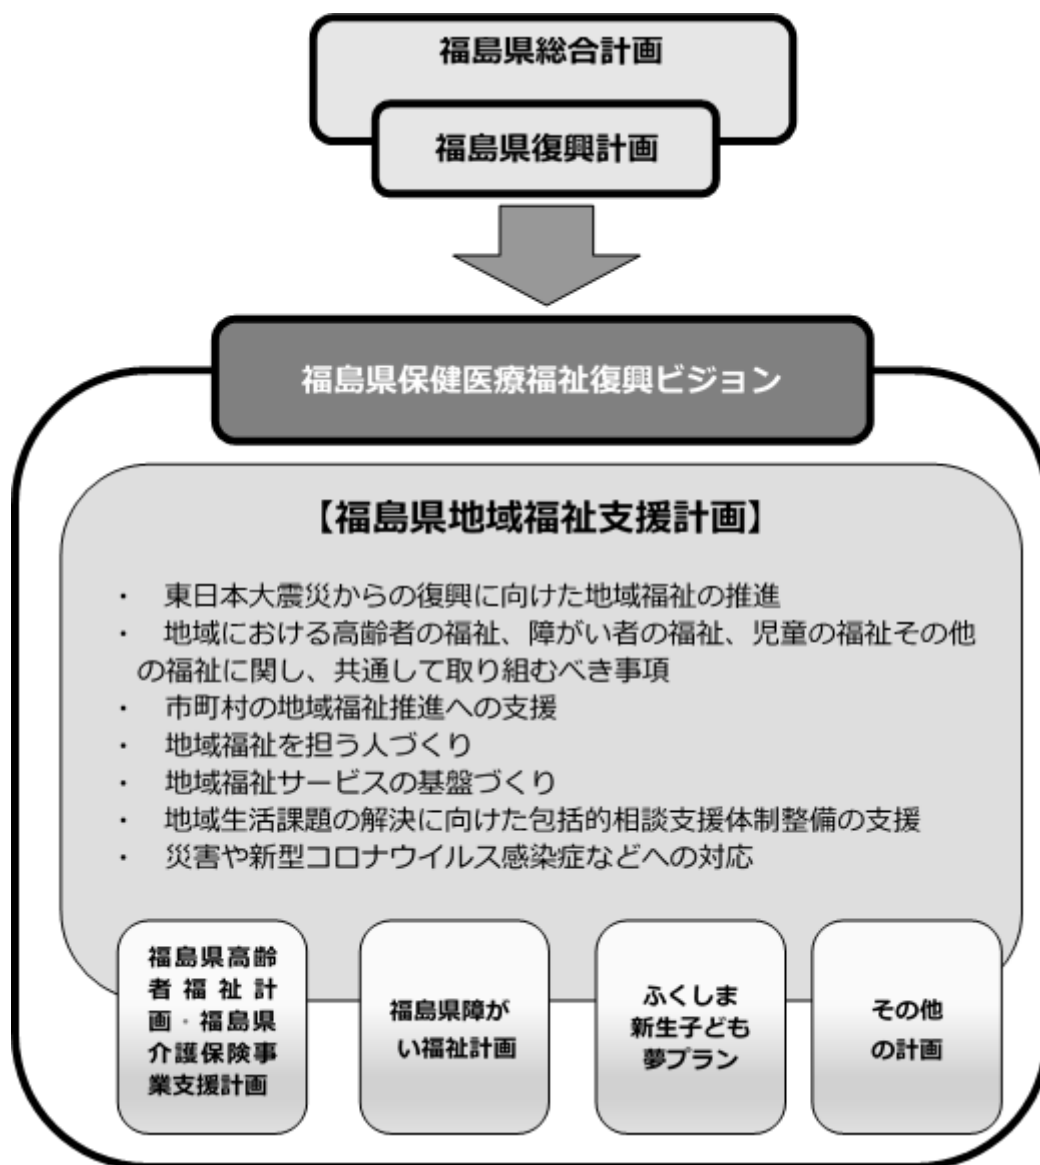 福島県総合計画
福島県復興計画
福島県保健医療福祉復興ビジョン
【福島県地域福祉支援計画】
・ 東日本大震災からの復興に向けた地域福祉の推進
・ 地域における高齢者の福祉、障がい者の福祉、児童の福祉その他
の福祉に関し、共通して取り組むべき事項
・ 市町村の地域福祉推進への支援
・ 地域福祉を担う人づくり
・ 地域福祉サービスの基盤づくり
・ 地域生活課題の解決に向けた包括的相談支援体制整備の支援
・ 災害や新型コロナウイルス感染症などへの対応
福島県高齢
者福祉計
画・福島県
介護保険事
業支援計画
福島県障が
い福祉計画
ふくしま
新生子ども
夢プラン
その他
の計画